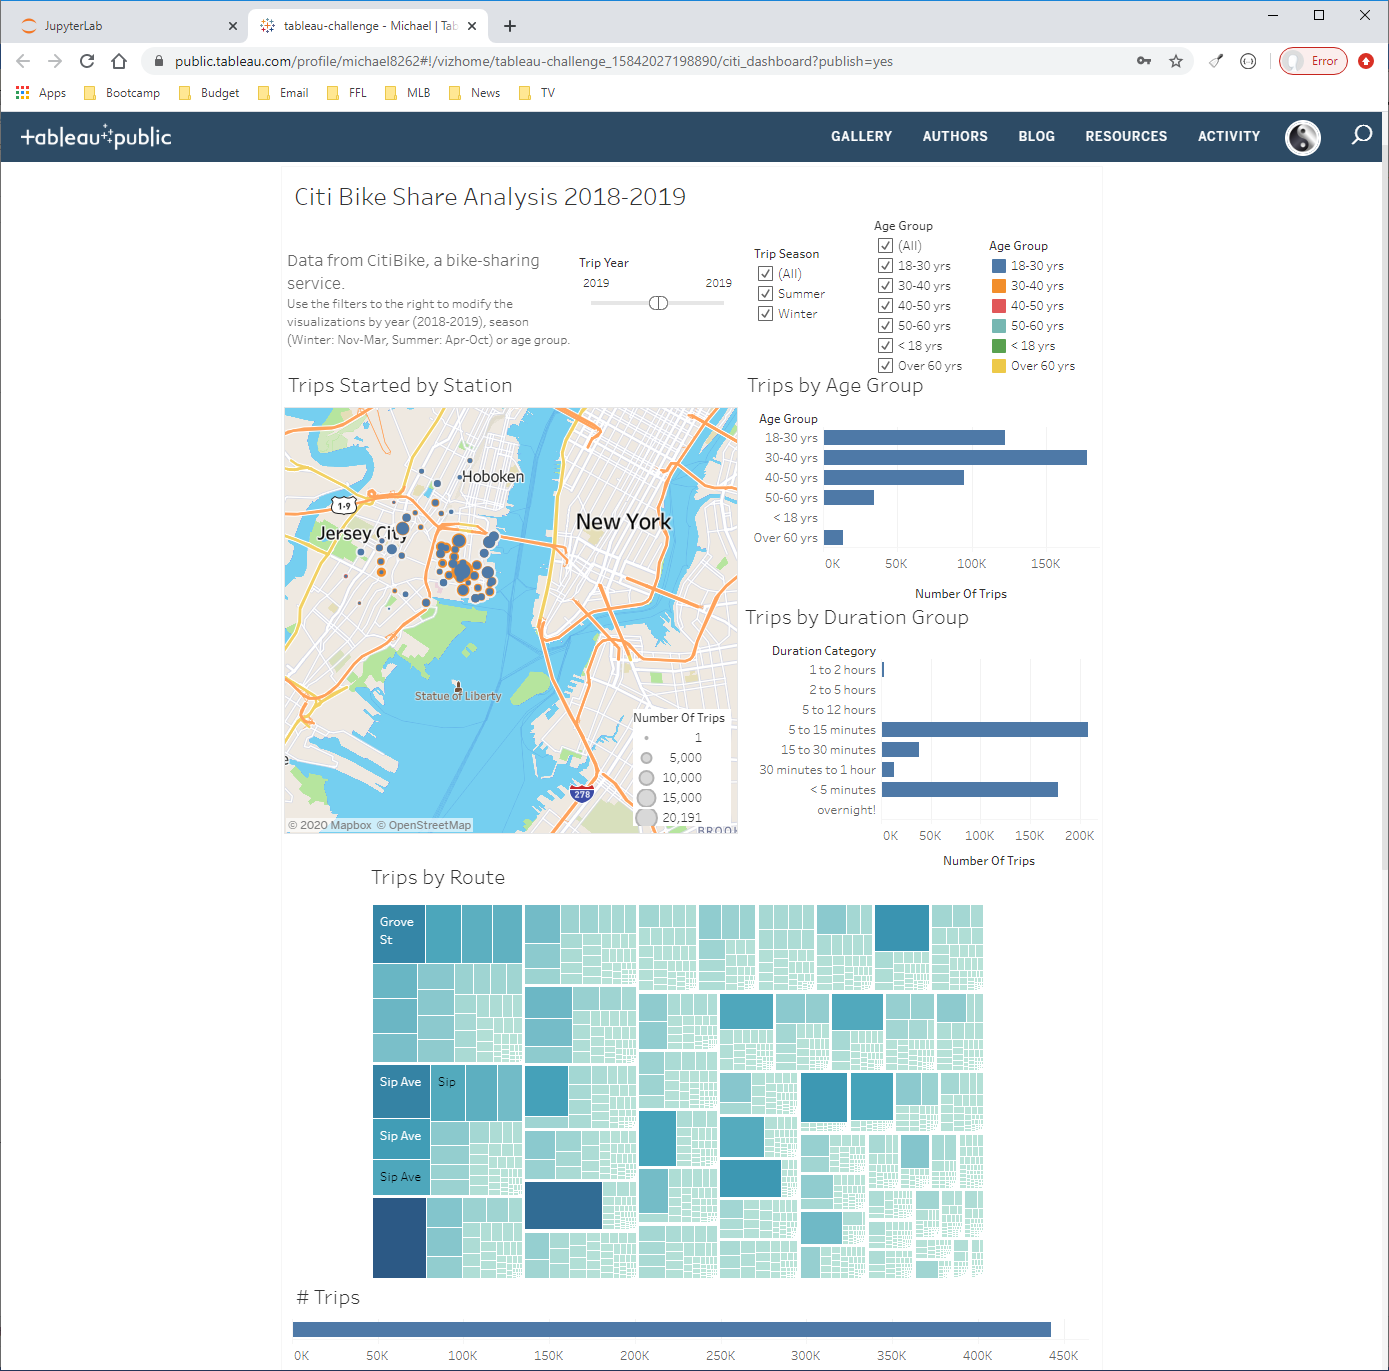 JupyterLab
tableau-challenge - Michael | Tab
public.tableau.com/profile/michael8262#!/vizhome/tableau-challenge_15842027198890/citi_dashboard?publish=yes
Error
Apps
Bootcamp
Budget
Email
FFL
MLB
News
TV
tableau public
GALLERY
AUTHORS
BLOG
RESOURCES
ACTIVITY
Citi Bike Share Analysis 2018-2019
Data from CitiBike, a bike-sharing
service.
Use the filters to the right to modify the
visualizations by year (2018-2019), season
(Winter: Nov-Mar, Summer: Apr-Oct) or age group.
Trip Year
2019
2019
Trip Season
(All)
Summer
Winter
Age Group
(All)
18-30 yrs
30-40 yrs
40-50 yrs
50-60 yrs
< 18 yrs
Over 60 yrs
Age Group
18-30 yrs
30-40 yrs
40-50 yrs
50-60 yrs
< 18 yrs
Over 60 yrs
Trips Started by Station
Hoboken
1-9
New York
Jersey City
Statue of Liberty
278
BROOK
Number Of Trips
1
5,000
10,000
15,000
20,191
© 2020 Mapbox © OpenStreetMap
Trips by Age Group
Age Group
18-30 yrs
30-40 yrs
40-50 yrs
50-60 yrs
< 18 yrs
Over 60 yrs
0K 50K 100K 150K
Number Of Trips
Trips by Duration Group
Duration Category
1 to 2 hours
2 to 5 hours
5 to 12 hours
5 to 15 minutes
15 to 30 minutes
30 minutes to 1 hour
< 5 minutes
overnight!
0K 50K 100K 150K 200K
Number Of Trips
Trips by Route
Grove
St
Sip Ave
Sip
Sip Ave
Sip Ave
# Trips
0K 50K 100K 150K 200K 250K 300K 350K 400K 450K